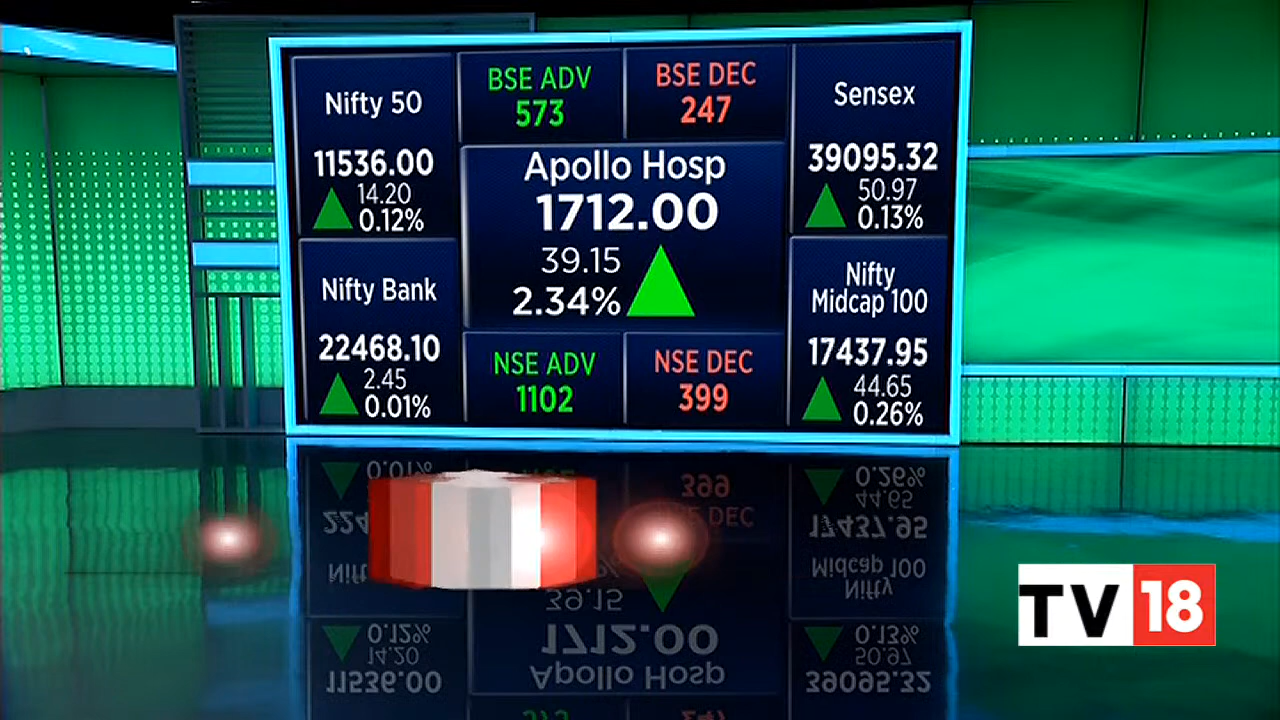 Nifty 50
11536.00
14.20
0.12%
BSE ADV
573
BSE DEC
247
Sensex
39095.32
50.97
0.13%
Apollo Hosp
1712.00
39.15
2.34%
Nifty Bank
22468.10
2.45
0.01%
NSE ADV
1102
NSE DEC
399
Nifty
Midcap 100
17437.95
44.65
0.26%
TV18